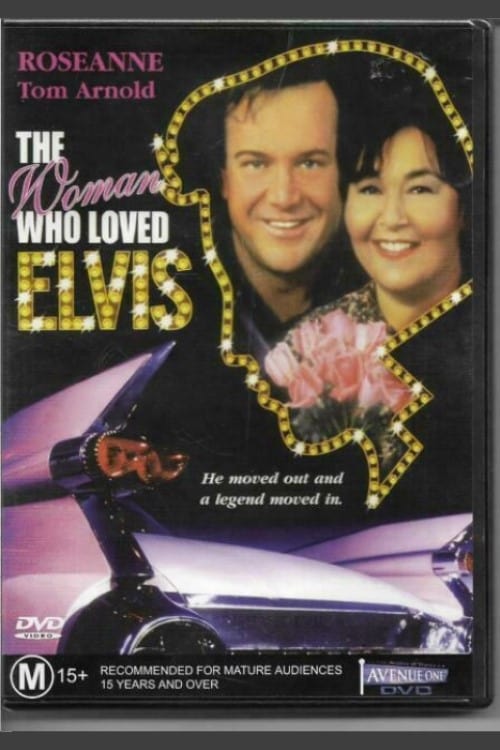 ROSEANNE
Tom Arnold
THE
Woman
WHO LOVED
ELVIS
He moved out and
a legend moved in.
DVD
VIDEO
M 15+ RECOMMENDED FOR MATURE AUDIENCES
15 YEARS AND OVER
AVENUE ONE
DVD